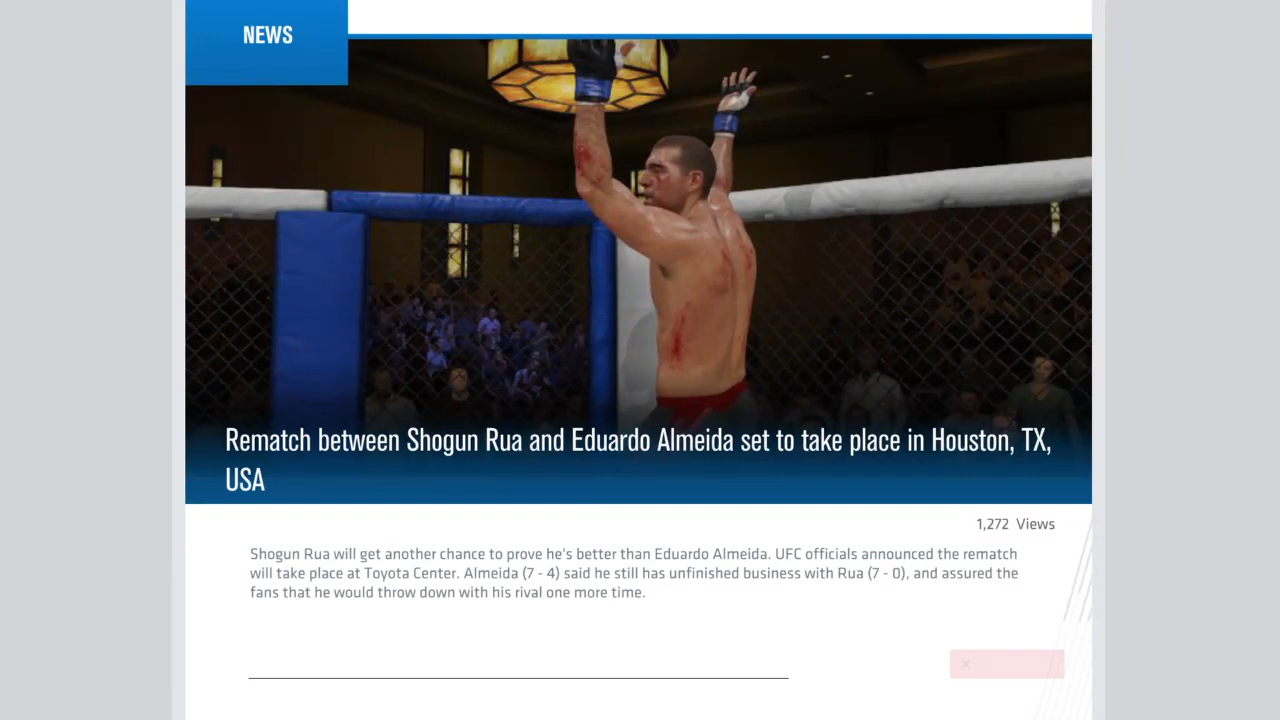 NEWS
Rematch between Shogun Rua and Eduardo Almeida set to take place in Houston, TX,
USA
1,272 Views
Shogun Rua will get another chance to prove he's better than Eduardo Almeida. UFC officials announced the rematch
will take place at Toyota Center. Almeida (7 - 4) said he still has unfinished business with Rua (7 - 0), and assured the
fans that he would throw down with his rival one more time.